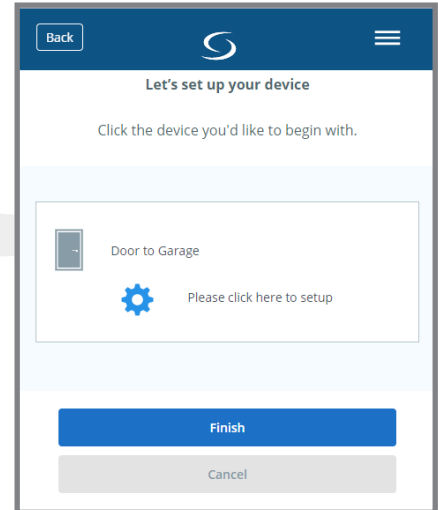 Back
Let's set up your device
Click the device you'd like to begin with.
Door to Garage
Please click here to setup
Finish
Cancel